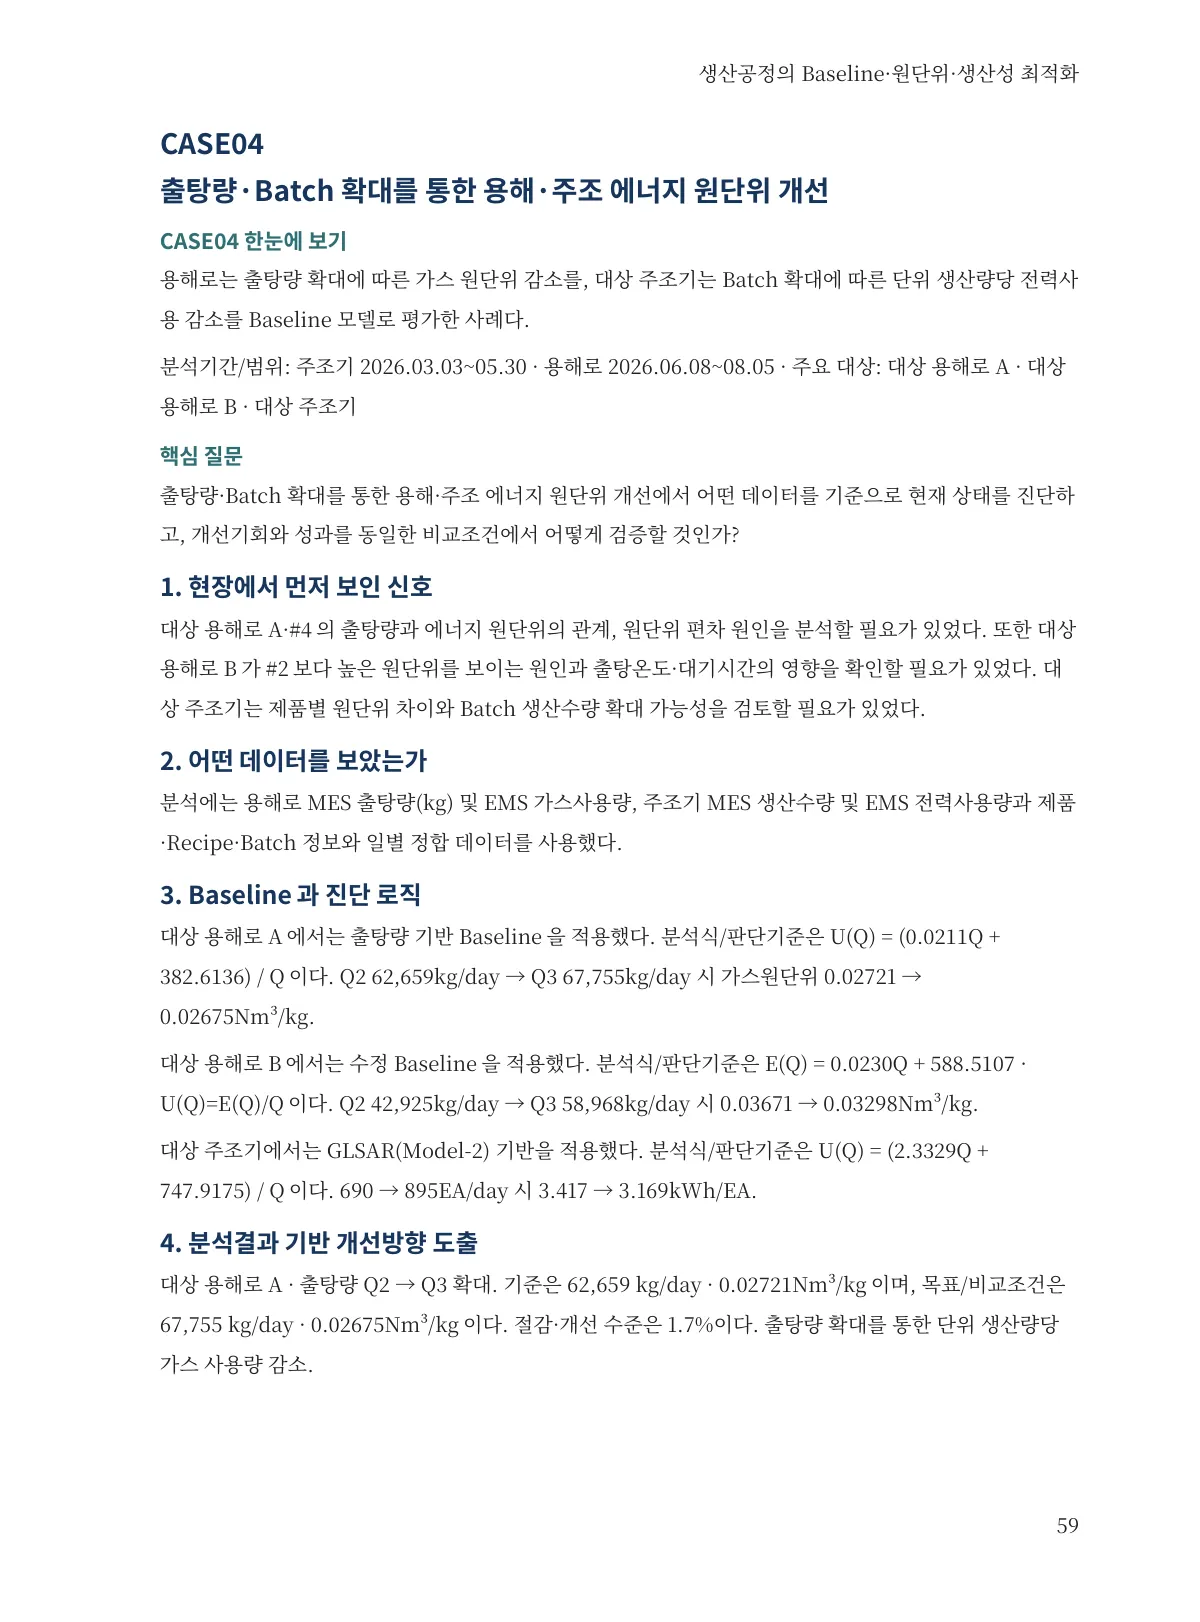 생산공정의 Baseline·원단위·생산성 최적화
CASE04
출탕량·Batch 확대를 통한 용해·주조 에너지 원단위 개선
CASE04 한눈에 보기
용해로는 출탕량 확대에 따른 가스 원단위 감소를, 대상 주조기는 Batch 확대에 따른 단위 생산량당 전력사
용 감소를 Baseline 모델로 평가한 사례다.
분석기간/범위: 주조기 2026.03.03~05.30 · 용해로 2026.06.08~08.05 · 주요 대상: 대상 용해로 A · 대상
용해로 B · 대상 주조기
핵심 질문
출탕량·Batch 확대를 통한 용해·주조 에너지 원단위 개선에서 어떤 데이터를 기준으로 현재 상태를 진단하
고, 개선기회와 성과를 동일한 비교조건에서 어떻게 검증할 것인가?
1. 현장에서 먼저 보인 신호
대상 용해로 A·#4 의 출탕량과 에너지 원단위의 관계, 원단위 편차 원인을 분석할 필요가 있었다. 또한 대상
용해로 B 가 #2 보다 높은 원단위를 보이는 원인과 출탕온도·대기시간의 영향을 확인할 필요가 있었다. 대
상 주조기는 제품별 원단위 차이와 Batch 생산수량 확대 가능성을 검토할 필요가 있었다.
2. 어떤 데이터를 보았는가
분석에는 용해로 MES 출탕량(kg) 및 EMS 가스사용량, 주조기 MES 생산수량 및 EMS 전력사용량과 제품
·Recipe·Batch 정보와 일별 정합 데이터를 사용했다.
3. Baseline 과 진단 로직
대상 용해로 A 에서는 출탕량 기반 Baseline 을 적용했다. 분석식/판단기준은 U(Q) = (0.0211Q +
382.6136) / Q 이다. Q2 62,659kg/day → Q3 67,755kg/day 시 가스원단위 0.02721 →
0.02675Nm³/kg.
대상 용해로 B 에서는 수정 Baseline 을 적용했다. 분석식/판단기준은 E(Q) = 0.0230Q + 588.5107 ·
U(Q)=E(Q)/Q 이다. Q2 42,925kg/day → Q3 58,968kg/day 시 0.03671 → 0.03298Nm³/kg.
대상 주조기에서는 GLSAR(Model-2) 기반을 적용했다. 분석식/판단기준은 U(Q) = (2.3329Q +
747.9175) / Q 이다. 690 → 895EA/day 시 3.417 → 3.169kWh/EA.
4. 분석결과 기반 개선방향 도출
대상 용해로 A · 출탕량 Q2 → Q3 확대. 기준은 62,659 kg/day · 0.02721Nm³/kg 이며, 목표/비교조건은
67,755 kg/day · 0.02675Nm³/kg 이다. 절감·개선 수준은 1.7%이다. 출탕량 확대를 통한 단위 생산량당
가스 사용량 감소.
59